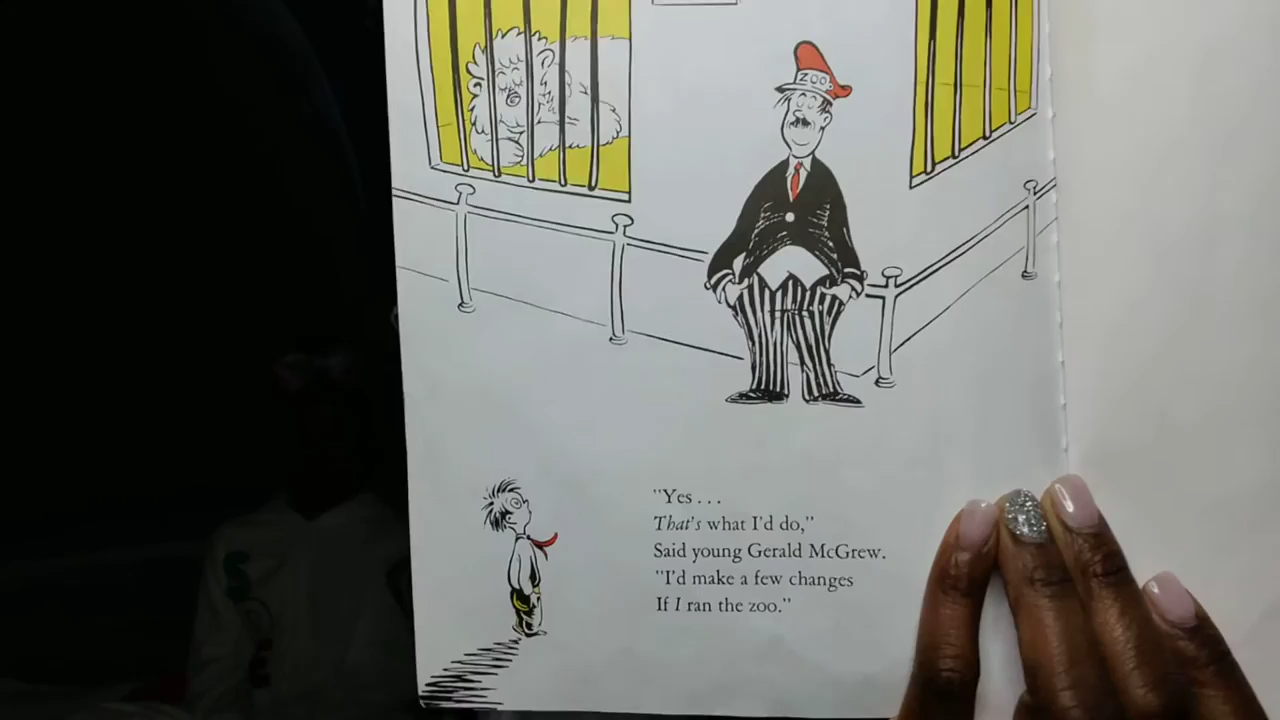 ZOO
"Yes . . .
That's what I'd do,"
Said young Gerald McGrew.
"I'd make a few changes
If I ran the zoo."